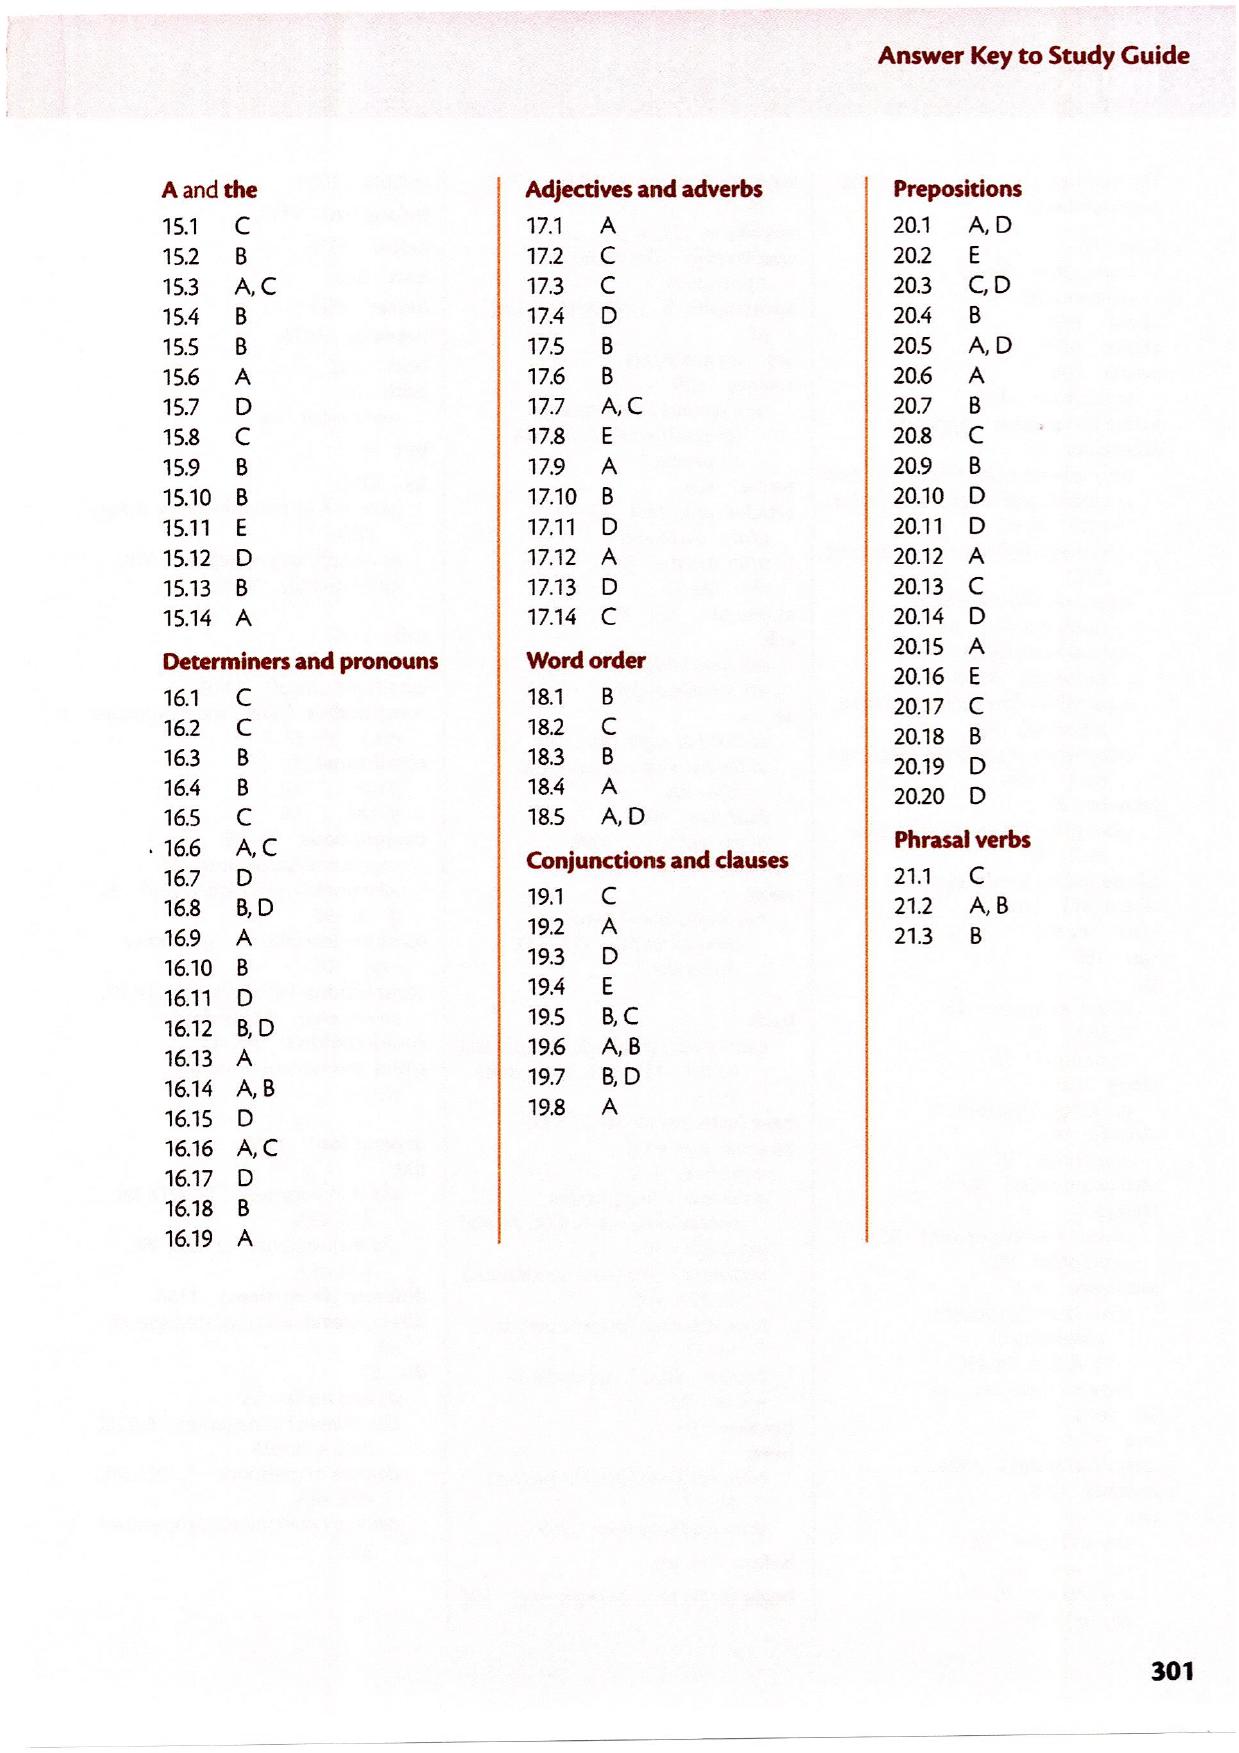 Answer Key to Study Guide
A and the
15.1 C
15.2 B
15.3 A, C
15.4 B
15.5 B
15.6 A
15.7 D
15.8 C
15.9 B
15.10 B
15.11 E
15.12 D
15.13 B
15.14 A
Determiners and pronouns
16.1 C
16.2 C
16.3 B
16.4 B
16.5 C
16.6 A, C
16.7 D
16.8 B, D
16.9 A
16.10 B
16.11 D
16.12 B, D
16.13 A
16.14 A, B
16.15 D
16.16 A, C
16.17 D
16.18 B
16.19 A
Adjectives and adverbs
17.1 A
17.2 C
17.3 C
17.4 D
17.5 B
17.6 B
17.7 A, C
17.8 E
17.9 A
17.10 B
17.11 D
17.12 A
17.13 D
17.14 C
Word order
18.1 B
18.2 C
18.3 B
18.4 A
18.5 A, D
Conjunctions and clauses
19.1 C
19.2 A
19.3 D
19.4 E
19.5 B, C
19.6 A, B
19.7 B, D
19.8 A
Prepositions
20.1 A, D
20.2 E
20.3 C, D
20.4 B
20.5 A, D
20.6 A
20.7 B
20.8 C
20.9 B
20.10 D
20.11 D
20.12 A
20.13 C
20.14 D
20.15 A
20.16 E
20.17 C
20.18 B
20.19 D
20.20 D
Phrasal verbs
21.1 C
21.2 A, B
21.3 B
301